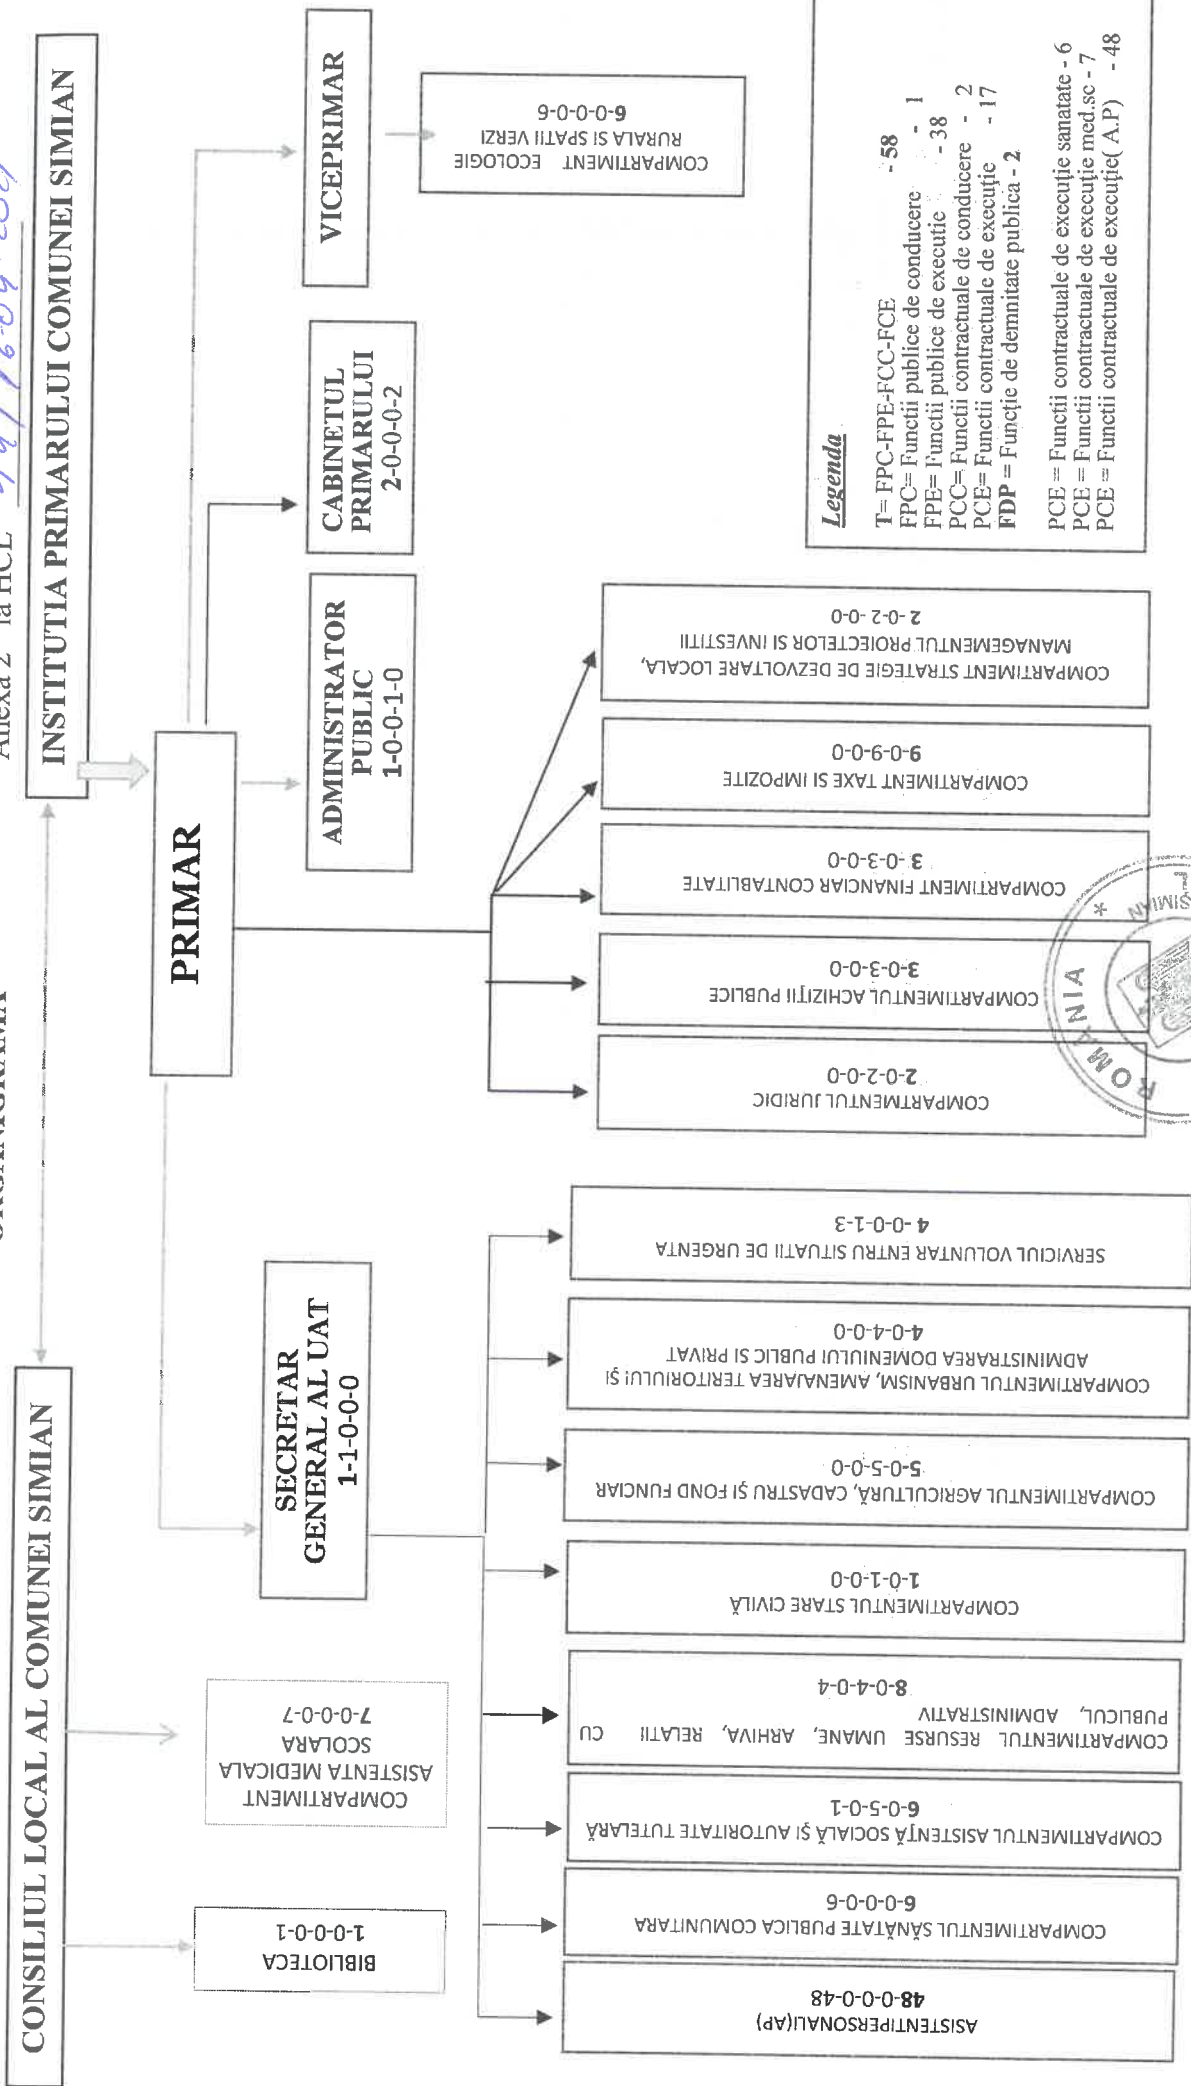 Anexa 2 la HCL
ORGANIGRAMA
CONSILIUL LOCAL AL COMUNEI SIMIAN
INSTITUTIA PRIMARULUI COMUNEI SIMIAN
PRIMAR
BIBLIOTECA
1-0-0-0-1
COMPARTIMENT
ASISTENTA MEDICALA
SCOLARA
7-0-0-0-7
SECRETAR
GENERAL AL UAT
1-1-0-0-0
ADMINISTRATOR
PUBLIC
1-0-0-1-0
CABINETUL
PRIMARULUI
2-0-0-0-2
VICEPRIMAR
COMPARTIMENT ECOLOGIE
RURALA SI SPATII VERZI
6-0-0-0-6
ASISTENTIPERSONALI(AP)
48-0-0-0-48
COMPARTIMENTUL SĂNĂTATE PUBLICA COMUNITARA
6-0-0-0-6
COMPARTIMENTUL ASISTENŢĂ SOCIALĂ ŞI AUTORITATE TUTELARĂ
6-0-5-0-1
COMPARTIMENTUL RESURSE UMANE, ARHIVA, RELATII CU
PUBLICUL, ADMINISTRATIV
8-0-4-0-4
COMPARTIMENTUL STARE CIVILĂ
1-0-1-0-0
COMPARTIMENTUL AGRICULTURĂ, CADASTRU ŞI FOND FUNCIAR
5-0-5-0-0
COMPARTIMENTUL URBANISM, AMENAJAREA TERITORIULUI ŞI
ADMINISTRAREA DOMENIULUI PUBLIC SI PRIVAT
4-0-4-0-0
SERVICIUL VOLUNTAR ENTRU SITUATII DE URGENTA
4 -0-0-1-3
COMPARTMENTUL JURIDIC
2-0-2-0-0
COMPARTIMENTUL ACHIZIŢII PUBLICE
3-0-3-0-0
COMPARTIMENT FINANCIAR CONTABLITATE
3 -0-3-0-0
COMPARTIMENT TAXE SI IMPOZITE
9-0-9-0-0
COMPARTIMENT STRATEGIE DE DEZVOLTARE LOCALA,
MANAGEMENTUL PROIECTELOR SI INVESTITII
2 -0-2 -0-0
Legenda
T= FPC-FPE-FCC-FCE - 58
FPC= Functii publice de conducere - 1
FPE= Functii publice de executie - 38
PCC= Functii contractuale de conducere - 2
PCE= Functii contractuale de execuție - 17
FDP = Funcție de demnitate publica - 2
PCE = Functii contractuale de execuție sanatate - 6
PCE = Functii contractuale de execuție med.sc - 7
PCE = Functii contractuale de execuție( A.P) - 48
ROMANIA *